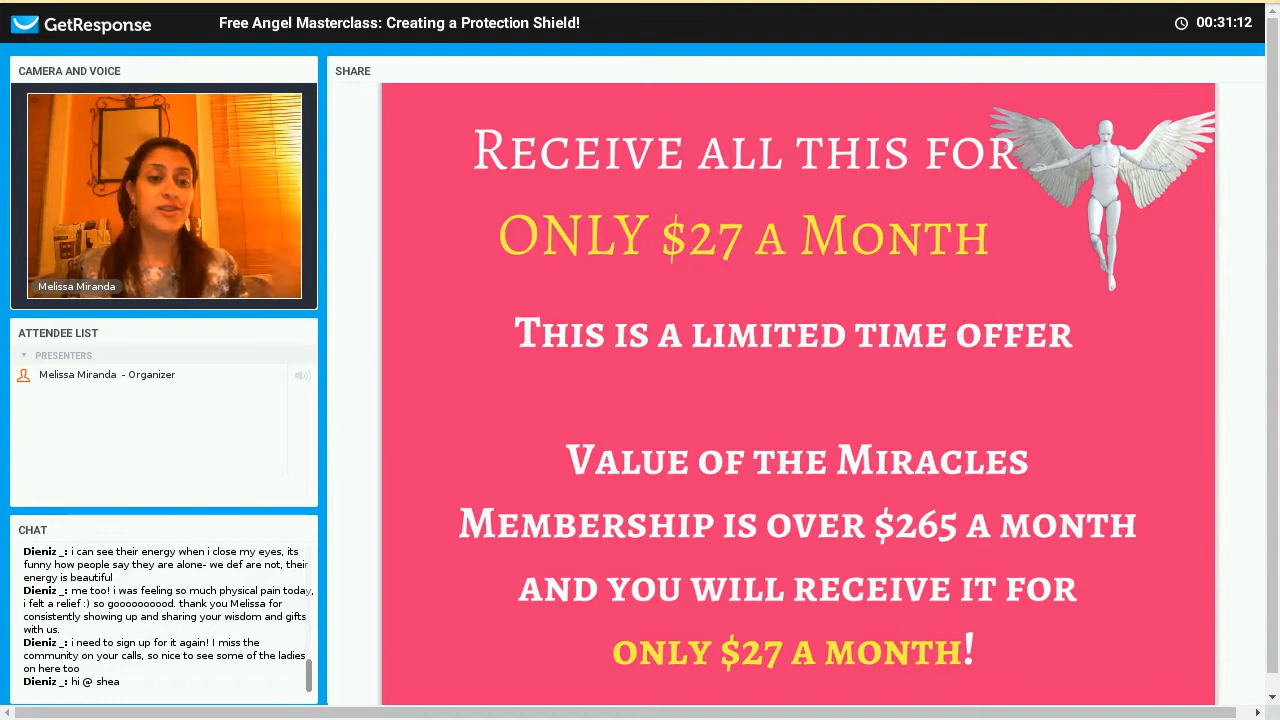 GetResponse
Free Angel Masterclass: Creating a Protection Shield!
00:31:12
CAMERA AND VOICE
Melissa Miranda
ATTENDEE LIST
PRESENTERS
Melissa Miranda - Organizer
CHAT
Dieniz _: i can see their energy when i close my eyes, its
funny how people say they are alone- we def are not, their
energy is beautiful
Dieniz _: me too! i was feeling so much physical pain today,
i felt a relief :) so goooooooood. thank you Melissa for
consistently showing up and sharing your wisdom and gifts
with us.
Dieniz _: i need to sign up for it again! I miss the
community on your calls, so nice to see some of the ladies
on here too
Dieniz _: hi @ shea
SHARE
Receive all this for
ONLY $27 a Month
This is a limited time offer
Value of the Miracles
Membership is over $265 a month
and you will receive it for
only $27 a month!